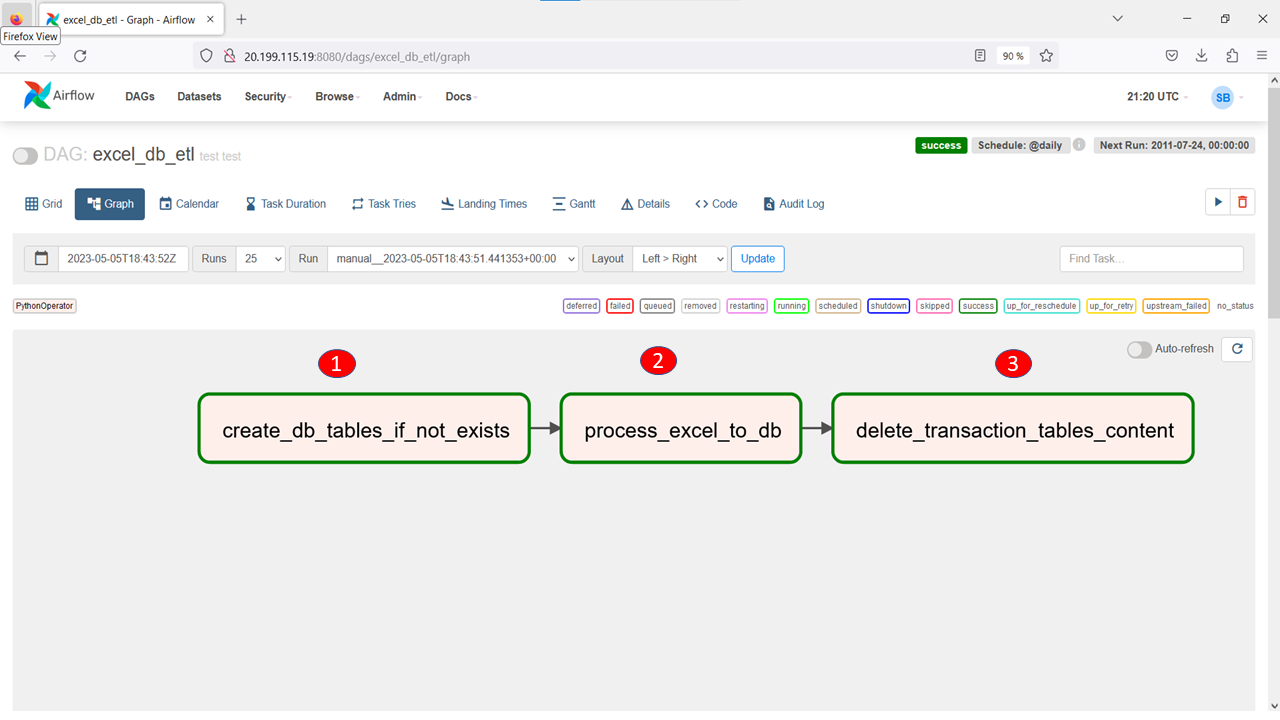 excel_db_etl - Graph - Airflow
Firefox View
20.199.115.19:8080/dags/excel_db_etl/graph
90 %
Airflow DAGs Datasets Security Browse Admin Docs 21:20 UTC SB
DAG: excel_db_etl test test
success Schedule: @daily i Next Run: 2011-07-24, 00:00:00
Grid Graph Calendar Task Duration Task Tries Landing Times Gantt Details Code Audit Log
2023-05-05T18:43:52Z Runs 25 Run manual__2023-05-05T18:43:51.441353+00:00 Layout Left > Right Update Find Task...
PythonOperator deferred failed queued removed restarting running scheduled shutdown skipped success up_for_reschedule up_for_retry upstream_failed no_status
Auto-refresh
1 2 3
create_db_tables_if_not_exists process_excel_to_db delete_transaction_tables_content